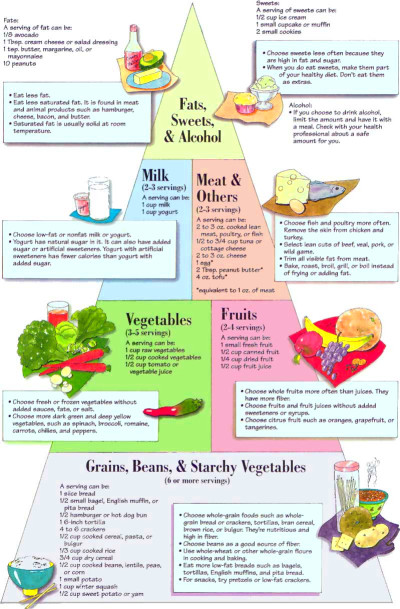 Fats:
A serving of fat can be:
1/8 avocado
1 Tbsp. cream cheese or salad dressing
1 tsp. butter, margarine, oil, or
mayonnaise
10 peanuts
Sweets:
A serving of sweets can be:
1/2 cup ice cream
1 small cupcake or muffin
2 small cookies
• Choose sweets less often because they
are high in fat and sugar.
• When you do eat sweets, make them part
of your healthy diet. Don't eat them
as extras.
• Eat less fat.
• Eat less saturated fat. It is found in meat
and animal products such as hamburger,
cheese, bacon, and butter.
• Saturated fat is usually solid at room
temperature.
Fats,
Sweets,
& Alcohol
Alcohol:
• If you choose to drink alcohol,
limit the amount and have it with
a meal. Check with your health
professional about a safe
amount for you.
Milk
(2-3 servings)
A serving can be:
1 cup milk
1 cup yogurt
Meat &
Others
(2-3 servings)
A serving can be:
2 to 3 oz. cooked lean
meat, poultry, or fish
1/2 to 3/4 cup tuna or
cottage cheese
2 to 3 oz. cheese
1 egg*
2 Tbsp. peanut butter*
4 oz. tofu*
*equivalent to 1 oz. of meat
• Choose low-fat or nonfat milk or yogurt.
• Yogurt has natural sugar in it. It can also have added
sugar or artificial sweeteners. Yogurt with artificial
sweeteners has fewer calories than yogurt with
added sugar.
• Choose fish and poultry more often.
Remove the skin from chicken and
turkey.
• Select lean cuts of beef, veal, pork, or
wild game.
• Trim all visible fat from meat.
• Bake, roast, broil, grill, or boil instead
of frying or adding fat.
Vegetables
(3-5 servings)
A serving can be:
1 cup raw vegetables
1/2 cup cooked vegetables
1/2 cup tomato or
vegetable juice
Fruits
(2-4 servings)
A serving can be:
1 small fresh fruit
1/2 cup canned fruit
1/4 cup dried fruit
1/2 cup fruit juice
• Choose fresh or frozen vegetables without
added sauces, fats, or salt.
• Choose more dark green and deep yellow
vegetables, such as spinach, broccoli, romaine,
carrots, chilies, and peppers.
• Choose whole fruits more often than juices. They
have more fiber.
• Choose fruits and fruit juices without added
sweeteners or syrups.
• Choose citrus fruit such as oranges, grapefruit, or
tangerines.
Grains, Beans, & Starchy Vegetables
(6 or more servings)
A serving can be:
1 slice bread
1/2 small bagel, English muffin, or
pita bread
1/2 hamburger or hot dog bun
1 6-inch tortilla
4 to 6 crackers
1/2 cup cooked cereal, pasta, or
bulgur
1/3 cup cooked rice
3/4 cup dry cereal
1/2 cup cooked beans, lentils, peas,
or corn
1 small potato
1 cup winter squash
1/2 cup sweet potato or yam
• Choose whole-grain foods such as whole-
grain bread or crackers, tortillas, bran cereal,
brown rice, or bulgur. They're nutritious and
high in fiber.
• Choose beans as a good source of fiber.
• Use whole-wheat or other whole-grain flours
in cooking and baking.
• Eat more low-fat breads such as bagels,
tortillas, English muffins, and pita bread.
• For snacks, try pretzels or low-fat crackers.